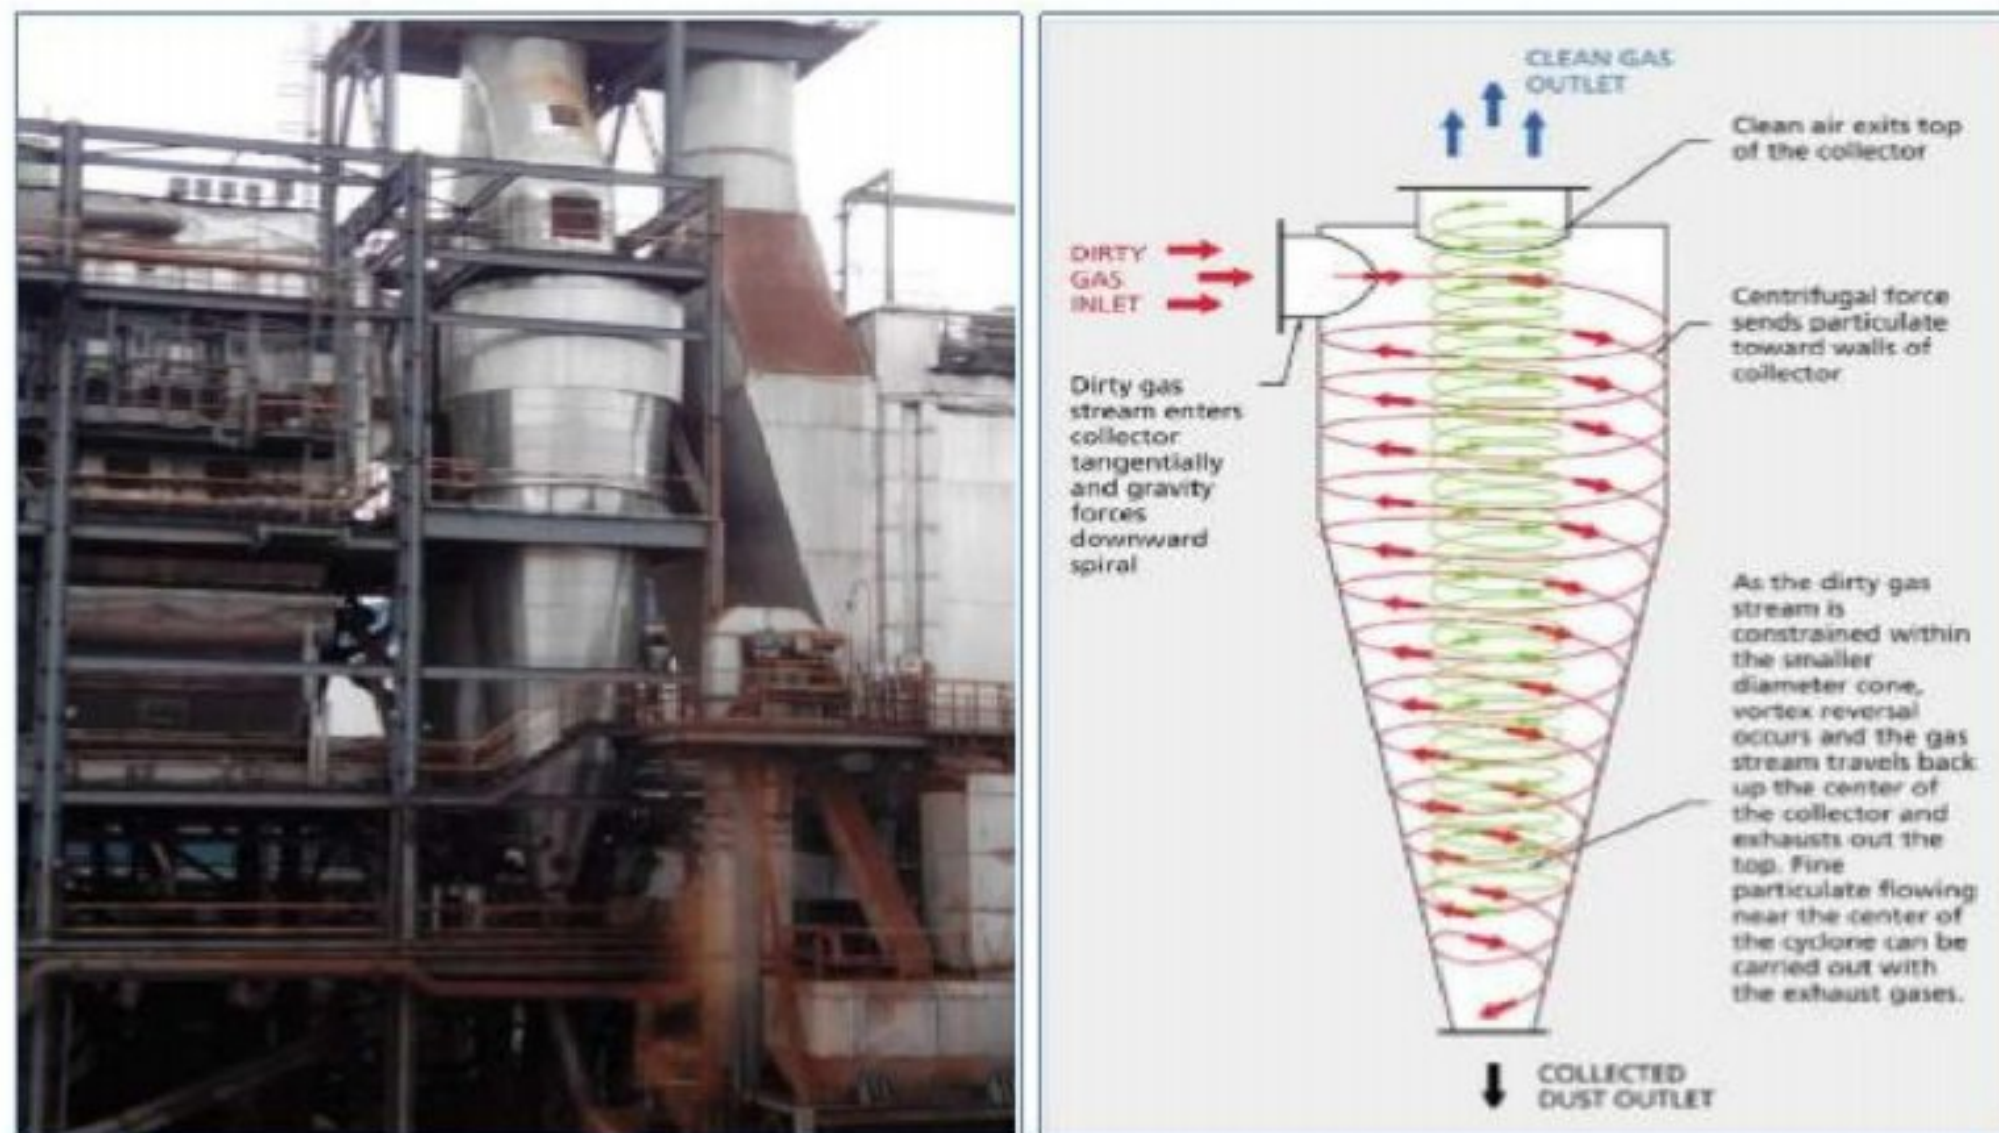 CLEAN GAS
OUTLET
Clean air exits top
of the collector
DIRTY
GAS
INLET
Centrifugal force
sends particulate
toward walls of
collector
Dirty gas
stream enters
collector
tangentially
and gravity
forces
downward
spiral
As the dirty gas
stream is
constrained within
the smaller
diameter cone,
vortex reversal
occurs and the gas
stream travels back
up the center of
the collector and
exhausts out the
top. Fine
particulate flowing
near the center of
the cyclone can be
carried out with
the exhaust gases.
COLLECTED
DUST OUTLET